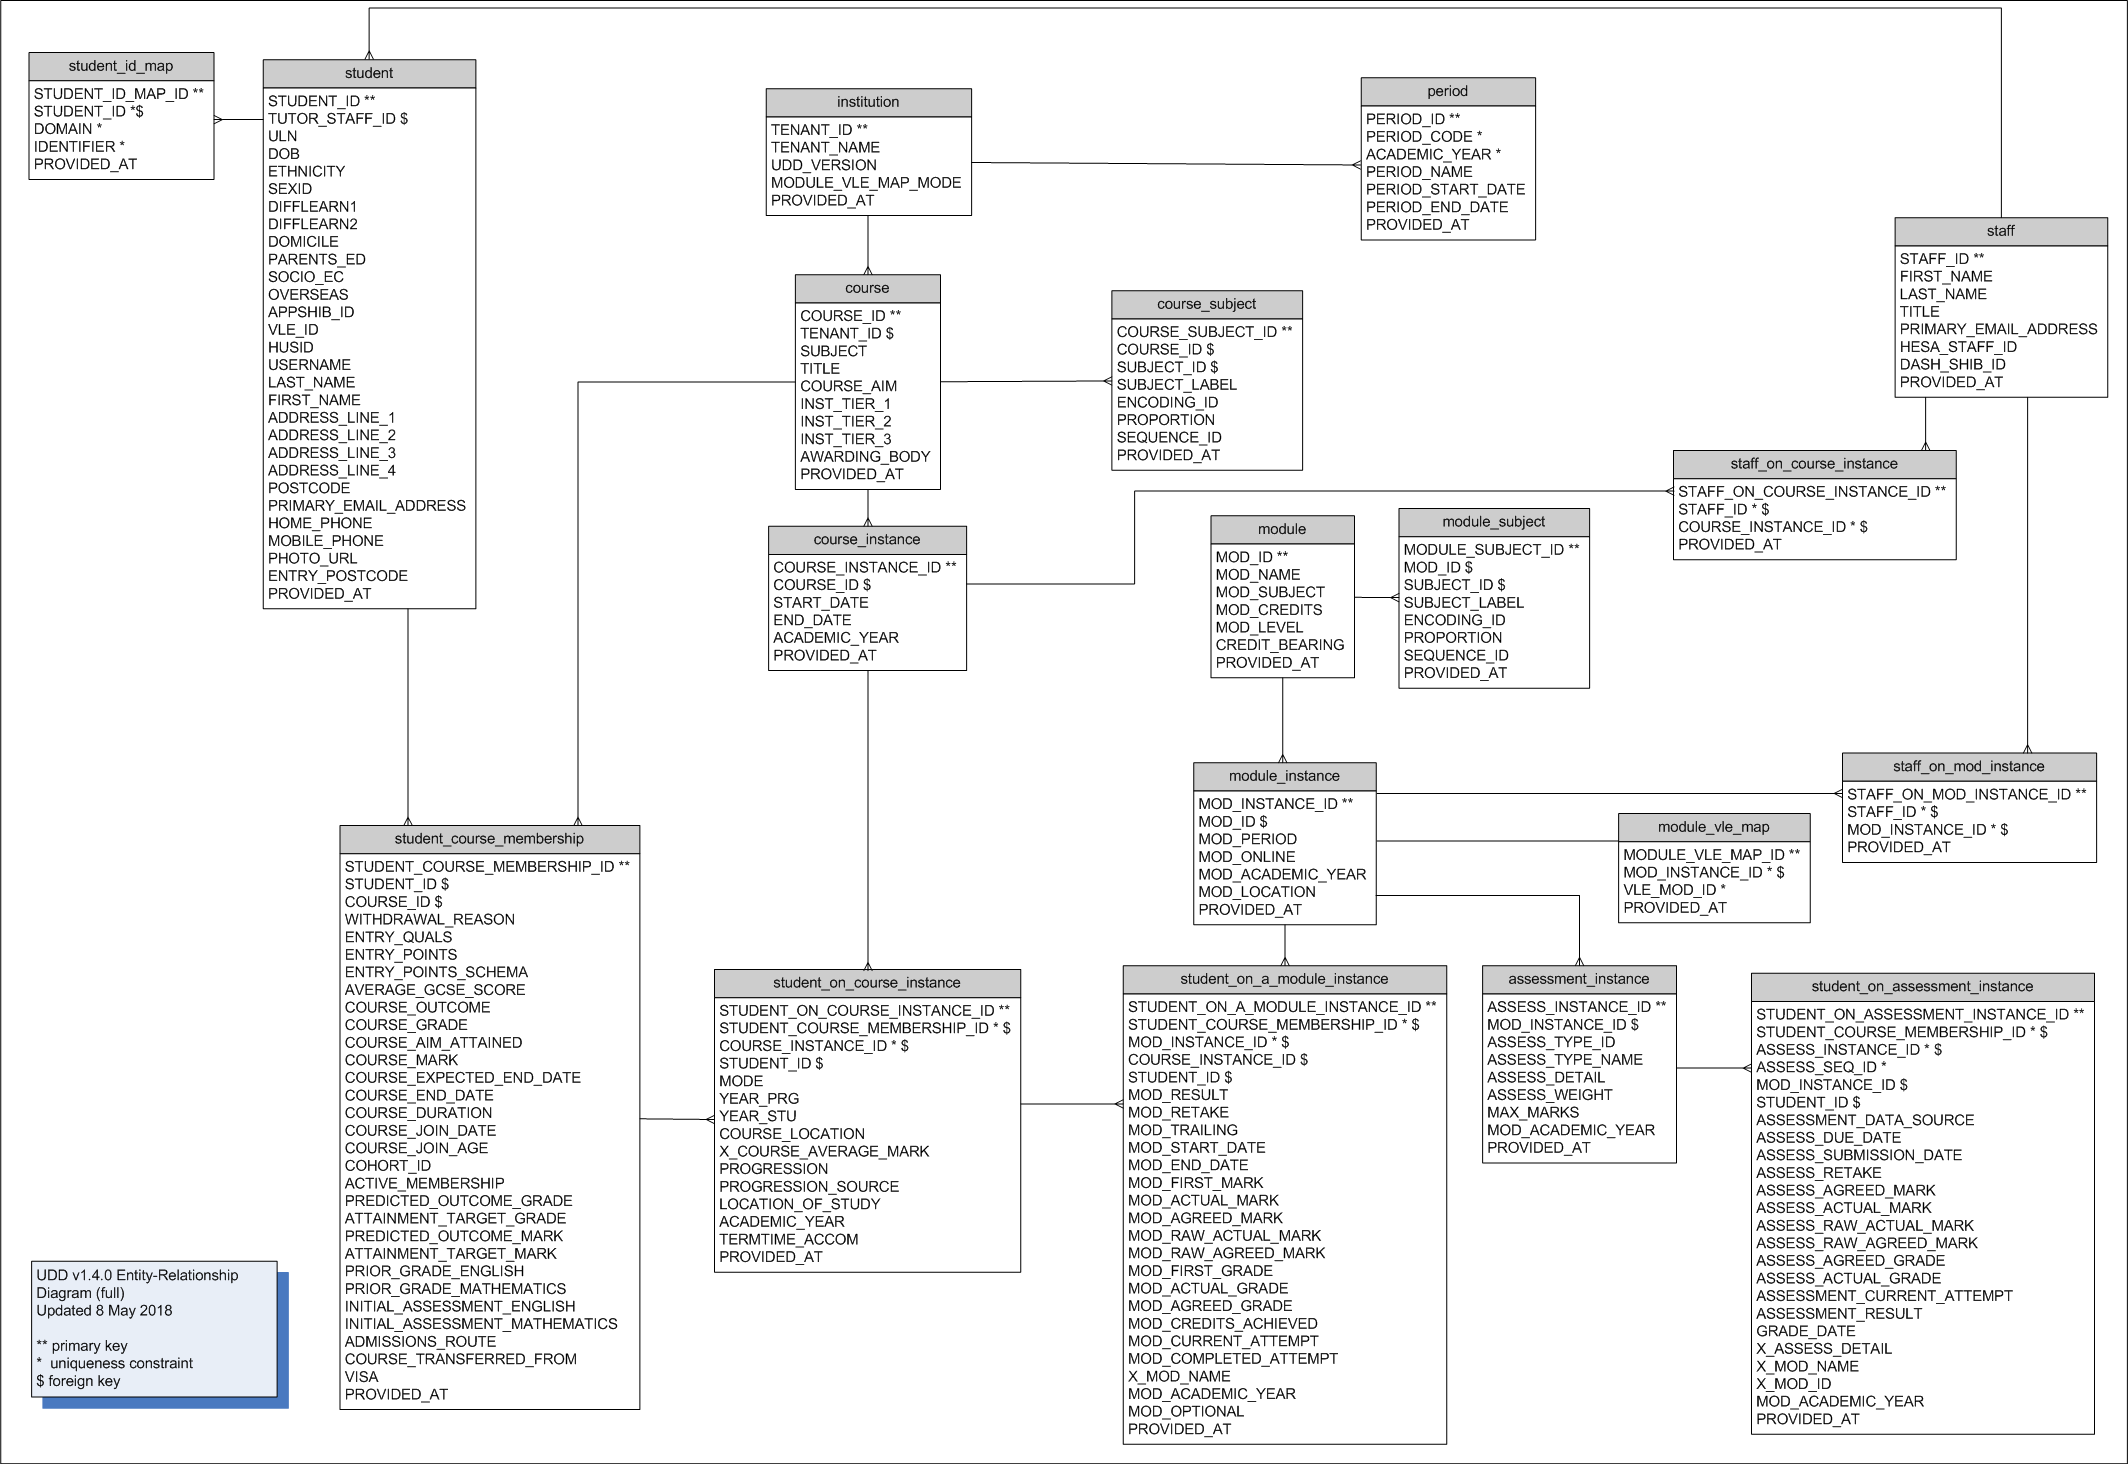 student_id_map
STUDENT_ID_MAP_ID **
STUDENT_ID *$
DOMAIN *
IDENTIFIER *
PROVIDED_AT
student
STUDENT_ID **
TUTOR_STAFF_ID $
ULN
DOB
ETHNICITY
SEXID
DIFFLEARN1
DIFFLEARN2
DOMICILE
PARENTS_ED
SOCIO_EC
OVERSEAS
APPSHIB_ID
VLE_ID
HUSID
USERNAME
LAST_NAME
FIRST_NAME
ADDRESS_LINE_1
ADDRESS_LINE_2
ADDRESS_LINE_3
ADDRESS_LINE_4
POSTCODE
PRIMARY_EMAIL_ADDRESS
HOME_PHONE
MOBILE_PHONE
PHOTO_URL
ENTRY_POSTCODE
PROVIDED_AT
institution
TENANT_ID **
TENANT_NAME
UDD_VERSION
MODULE_VLE_MAP_MODE
PROVIDED_AT
period
PERIOD_ID **
PERIOD_CODE *
ACADEMIC_YEAR *
PERIOD_NAME
PERIOD_START_DATE
PERIOD_END_DATE
PROVIDED_AT
staff
STAFF_ID **
FIRST_NAME
LAST_NAME
TITLE
PRIMARY_EMAIL_ADDRESS
HESA_STAFF_ID
DASH_SHIB_ID
PROVIDED_AT
course
COURSE_ID **
TENANT_ID $
SUBJECT
TITLE
COURSE_AIM
INST_TIER_1
INST_TIER_2
INST_TIER_3
AWARDING_BODY
PROVIDED_AT
course_subject
COURSE_SUBJECT_ID **
COURSE_ID $
SUBJECT_ID $
SUBJECT_LABEL
ENCODING_ID
PROPORTION
SEQUENCE_ID
PROVIDED_AT
staff_on_course_instance
STAFF_ON_COURSE_INSTANCE_ID **
STAFF_ID * $
COURSE_INSTANCE_ID * $
PROVIDED_AT
course_instance
COURSE_INSTANCE_ID **
COURSE_ID $
START_DATE
END_DATE
ACADEMIC_YEAR
PROVIDED_AT
module
MOD_ID **
MOD_NAME
MOD_SUBJECT
MOD_CREDITS
MOD_LEVEL
CREDIT_BEARING
PROVIDED_AT
module_subject
MODULE_SUBJECT_ID **
MOD_ID $
SUBJECT_ID $
SUBJECT_LABEL
ENCODING_ID
PROPORTION
SEQUENCE_ID
PROVIDED_AT
module_instance
MOD_INSTANCE_ID **
MOD_ID $
MOD_PERIOD
MOD_ONLINE
MOD_ACADEMIC_YEAR
MOD_LOCATION
PROVIDED_AT
staff_on_mod_instance
STAFF_ON_MOD_INSTANCE_ID **
STAFF_ID * $
MOD_INSTANCE_ID * $
PROVIDED_AT
module_vle_map
MODULE_VLE_MAP_ID **
MOD_INSTANCE_ID * $
VLE_MOD_ID *
PROVIDED_AT
student_course_membership
STUDENT_COURSE_MEMBERSHIP_ID **
STUDENT_ID $
COURSE_ID $
WITHDRAWAL_REASON
ENTRY_QUALS
ENTRY_POINTS
ENTRY_POINTS_SCHEMA
AVERAGE_GCSE_SCORE
COURSE_OUTCOME
COURSE_GRADE
COURSE_AIM_ATTAINED
COURSE_MARK
COURSE_EXPECTED_END_DATE
COURSE_END_DATE
COURSE_DURATION
COURSE_JOIN_DATE
COURSE_JOIN_AGE
COHORT_ID
ACTIVE_MEMBERSHIP
PREDICTED_OUTCOME_GRADE
ATTAINMENT_TARGET_GRADE
PREDICTED_OUTCOME_MARK
ATTAINMENT_TARGET_MARK
PRIOR_GRADE_ENGLISH
PRIOR_GRADE_MATHEMATICS
INITIAL_ASSESSMENT_ENGLISH
INITIAL_ASSESSMENT_MATHEMATICS
ADMISSIONS_ROUTE
COURSE_TRANSFERRED_FROM
VISA
PROVIDED_AT
student_on_course_instance
STUDENT_ON_COURSE_INSTANCE_ID **
STUDENT_COURSE_MEMBERSHIP_ID * $
COURSE_INSTANCE_ID * $
STUDENT_ID $
MODE
YEAR_PRG
YEAR_STU
COURSE_LOCATION
X_COURSE_AVERAGE_MARK
PROGRESSION
PROGRESSION_SOURCE
LOCATION_OF_STUDY
ACADEMIC_YEAR
TERMTIME_ACCOM
PROVIDED_AT
student_on_a_module_instance
STUDENT_ON_A_MODULE_INSTANCE_ID **
STUDENT_COURSE_MEMBERSHIP_ID * $
MOD_INSTANCE_ID * $
COURSE_INSTANCE_ID $
STUDENT_ID $
MOD_RESULT
MOD_RETAKE
MOD_TRAILING
MOD_START_DATE
MOD_END_DATE
MOD_FIRST_MARK
MOD_ACTUAL_MARK
MOD_AGREED_MARK
MOD_RAW_ACTUAL_MARK
MOD_RAW_AGREED_MARK
MOD_FIRST_GRADE
MOD_ACTUAL_GRADE
MOD_AGREED_GRADE
MOD_CREDITS_ACHIEVED
MOD_CURRENT_ATTEMPT
MOD_COMPLETED_ATTEMPT
X_MOD_NAME
MOD_ACADEMIC_YEAR
MOD_OPTIONAL
PROVIDED_AT
assessment_instance
ASSESS_INSTANCE_ID **
MOD_INSTANCE_ID $
ASSESS_TYPE_ID
ASSESS_TYPE_NAME
ASSESS_DETAIL
ASSESS_WEIGHT
MAX_MARKS
MOD_ACADEMIC_YEAR
PROVIDED_AT
student_on_assessment_instance
STUDENT_ON_ASSESSMENT_INSTANCE_ID **
STUDENT_COURSE_MEMBERSHIP_ID * $
ASSESS_INSTANCE_ID * $
ASSESS_SEQ_ID *
MOD_INSTANCE_ID $
STUDENT_ID $
ASSESSMENT_DATA_SOURCE
ASSESS_DUE_DATE
ASSESS_SUBMISSION_DATE
ASSESS_RETAKE
ASSESS_AGREED_MARK
ASSESS_ACTUAL_MARK
ASSESS_RAW_ACTUAL_MARK
ASSESS_RAW_AGREED_MARK
ASSESS_AGREED_GRADE
ASSESS_ACTUAL_GRADE
ASSESSMENT_CURRENT_ATTEMPT
ASSESSMENT_RESULT
GRADE_DATE
X_ASSESS_DETAIL
X_MOD_NAME
X_MOD_ID
MOD_ACADEMIC_YEAR
PROVIDED_AT
UDD v1.4.0 Entity-Relationship
Diagram (full)
Updated 8 May 2018
** primary key
* uniqueness constraint
$ foreign key